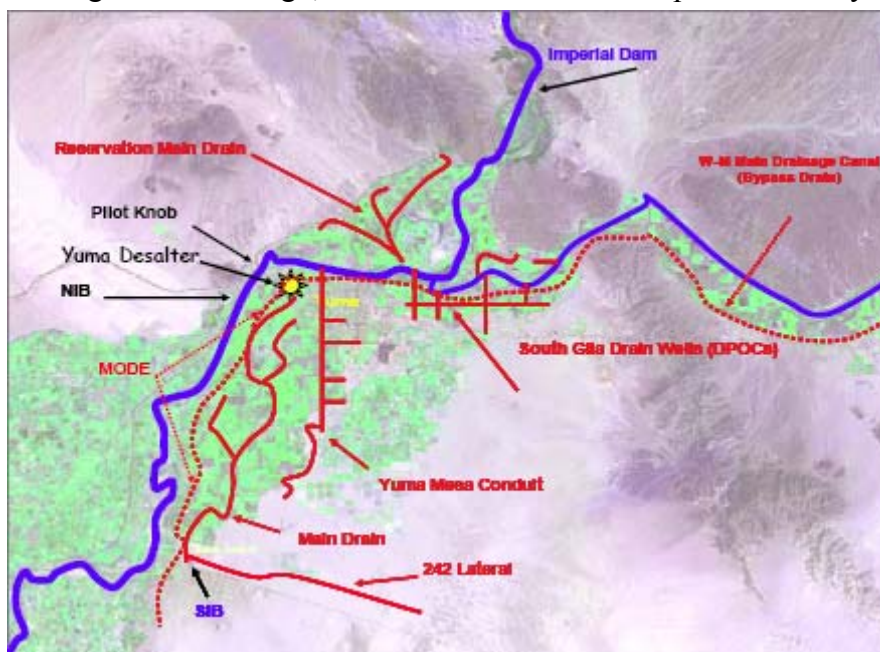 Imperial Dam
Reservation Main Drain
W-M Main Drainage Canal
(Bypass Drain)
Pilot Knob
Yuma Desalter
NIB
South Gila Drain Wells (DPOCs)
MODE
Yuma Mesa Conduit
Main Drain
242 Lateral
SIB